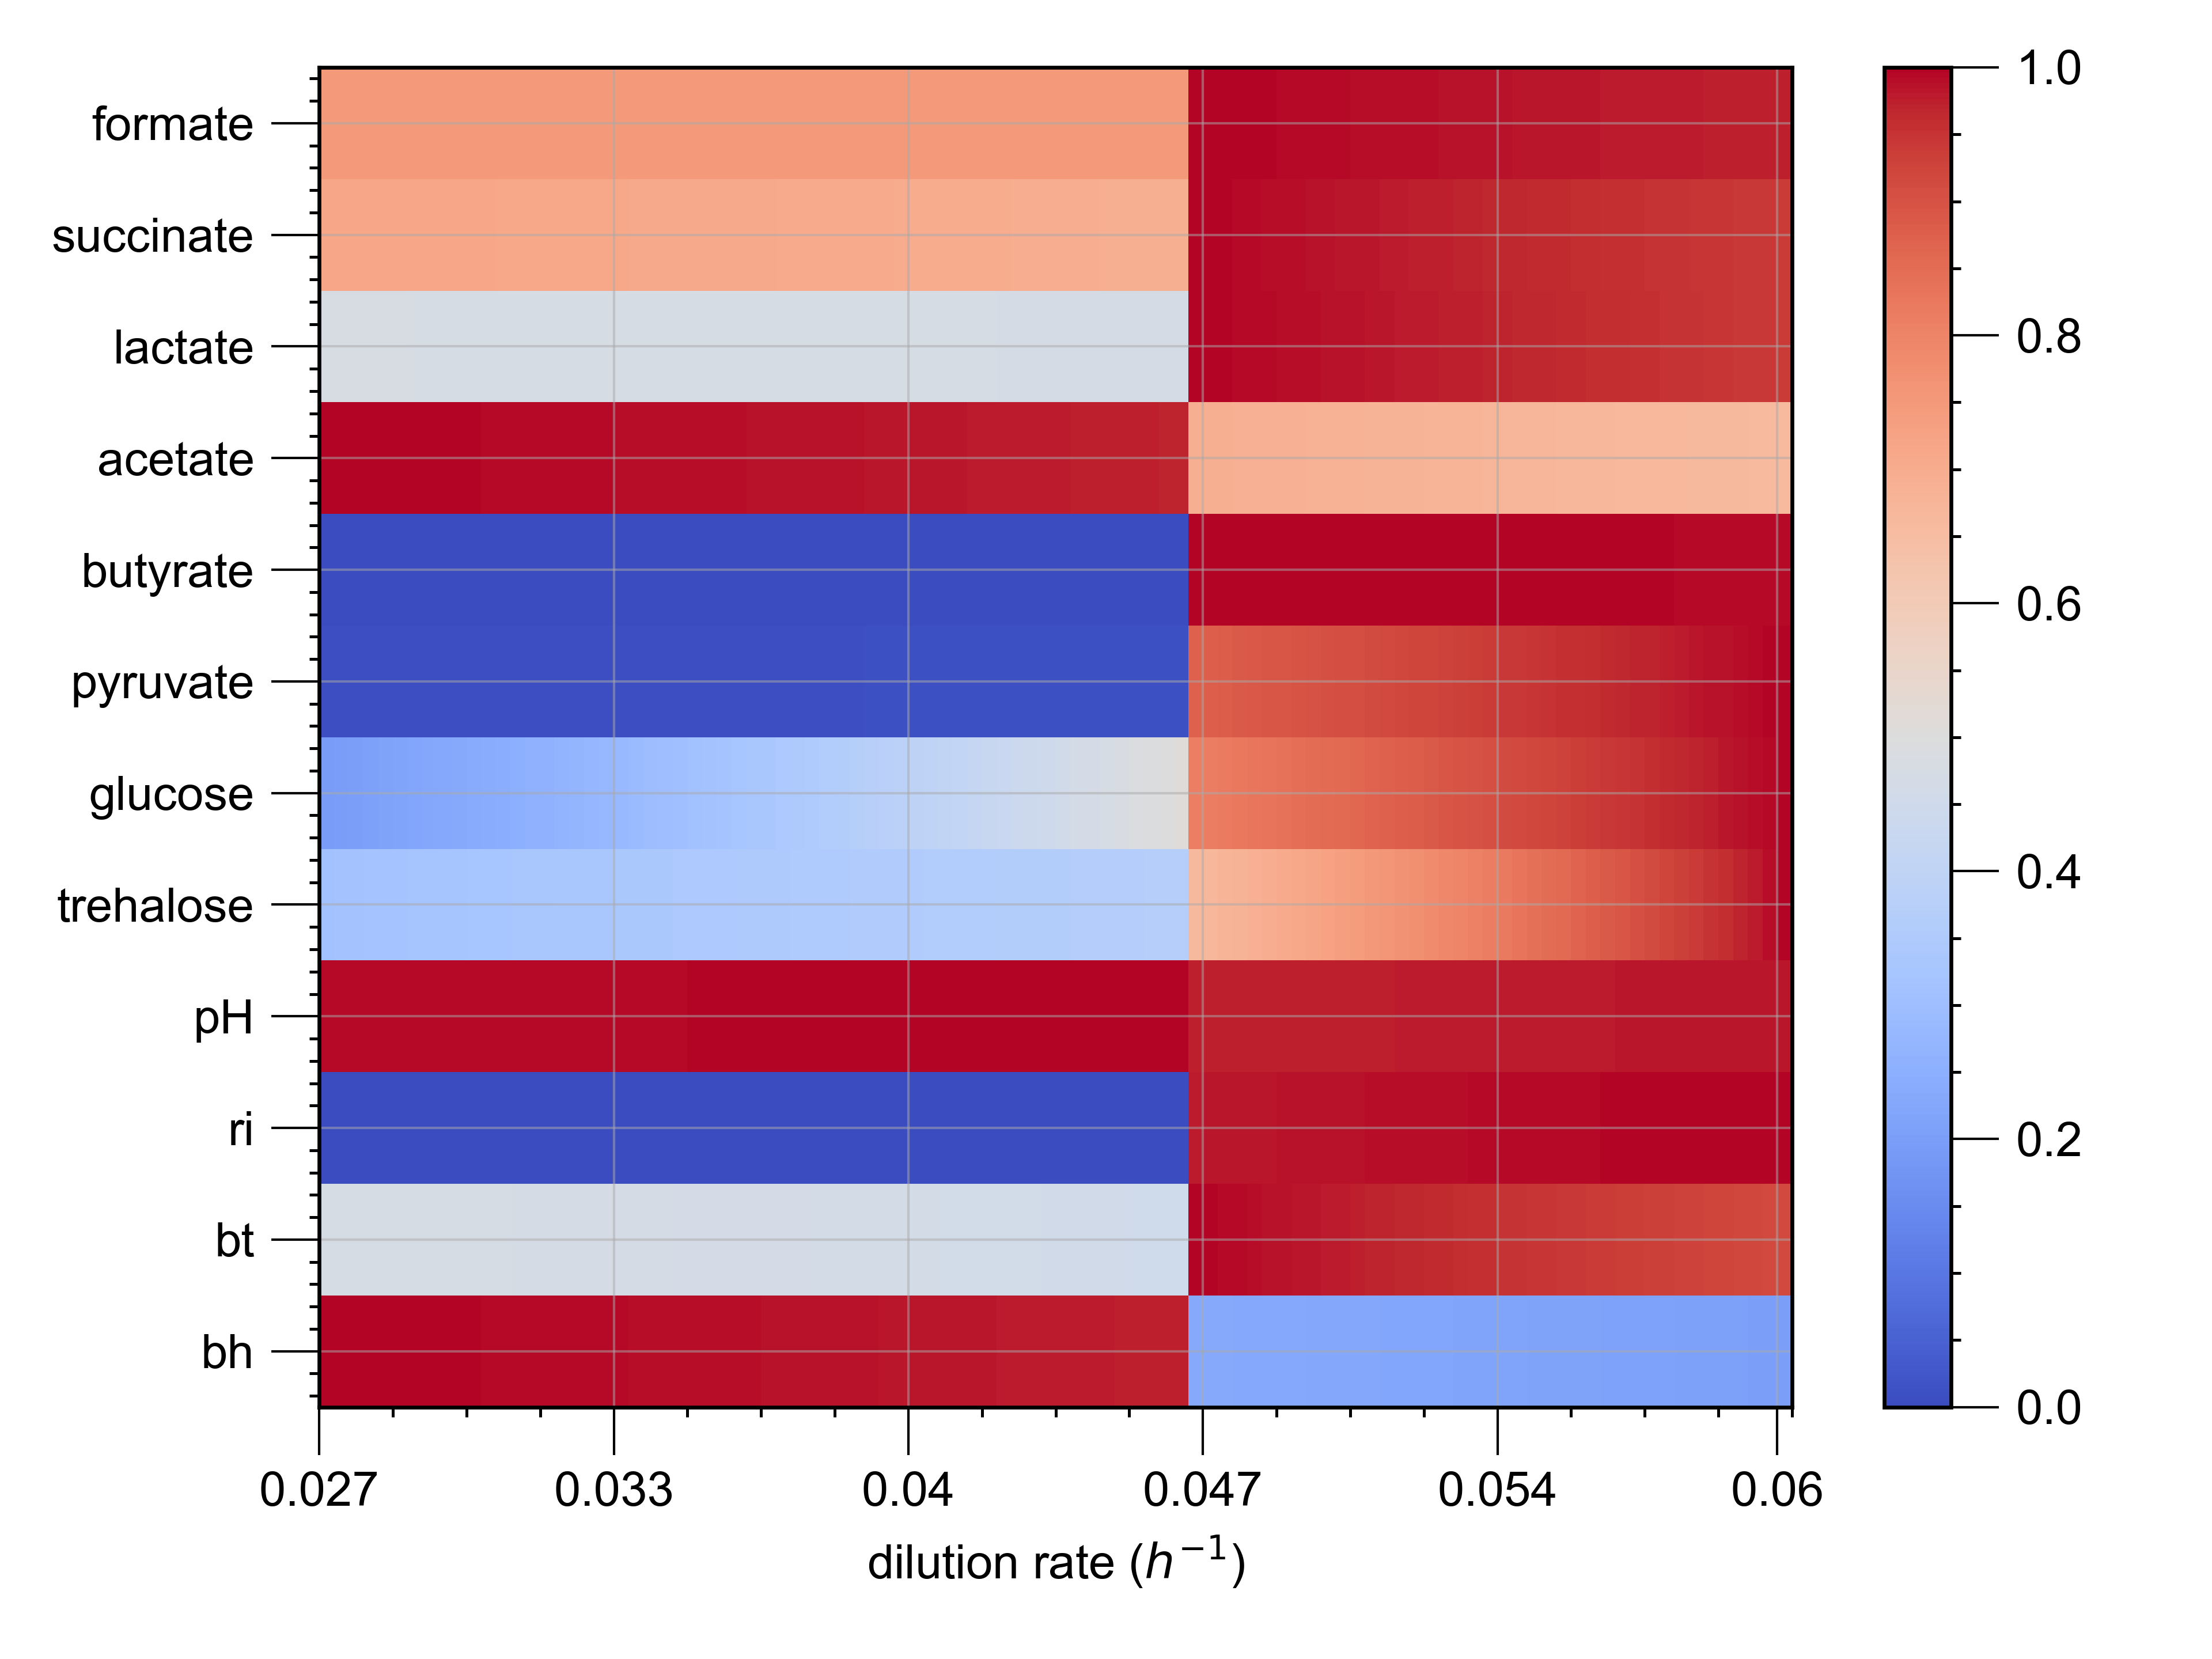 formate
succinate
lactate
acetate
butyrate
pyruvate
glucose
trehalose
pH
ri
bt
bh
0.027 0.033 0.04 0.047 0.054 0.06
dilution rate (h⁻¹)
1.0
0.8
0.6
0.4
0.2
0.0